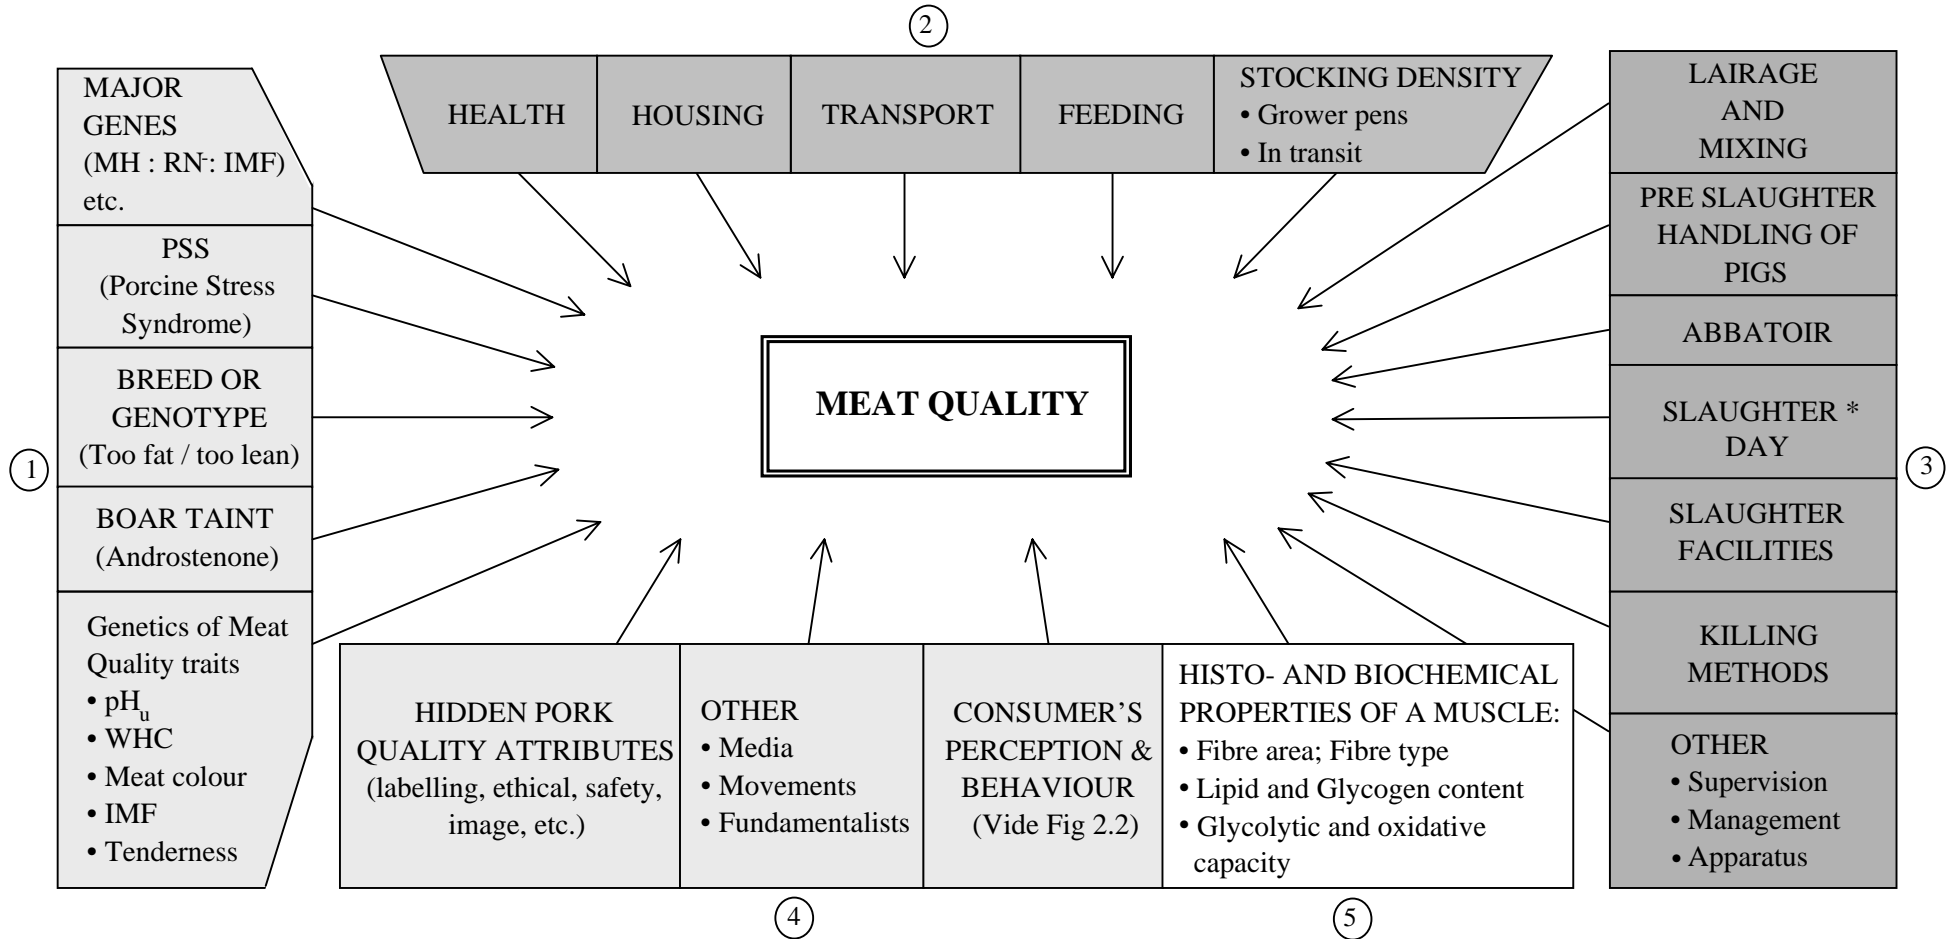 2
MAJOR
GENES
(MH : RN-: IMF)
etc.
PSS
(Porcine Stress
Syndrome)
BREED OR
GENOTYPE
(Too fat / too lean)
BOAR TAINT
(Androstenone)
Genetics of Meat
Quality traits
• pHu
• WHC
• Meat colour
• IMF
• Tenderness
1
HEALTH
HOUSING
TRANSPORT
FEEDING
STOCKING DENSITY
• Grower pens
• In transit
MEAT QUALITY
LAIRAGE
AND
MIXING
PRE SLAUGHTER
HANDLING OF
PIGS
ABBATOIR
SLAUGHTER *
DAY
SLAUGHTER
FACILITIES
KILLING
METHODS
OTHER
• Supervision
• Management
• Apparatus
3
HIDDEN PORK
QUALITY ATTRIBUTES
(labelling, ethical, safety,
image, etc.)
OTHER
• Media
• Movements
• Fundamentalists
CONSUMER’S
PERCEPTION &
BEHAVIOUR
(Vide Fig 2.2)
HISTO- AND BIOCHEMICAL
PROPERTIES OF A MUSCLE:
• Fibre area; Fibre type
• Lipid and Glycogen content
• Glycolytic and oxidative
capacity
4
5